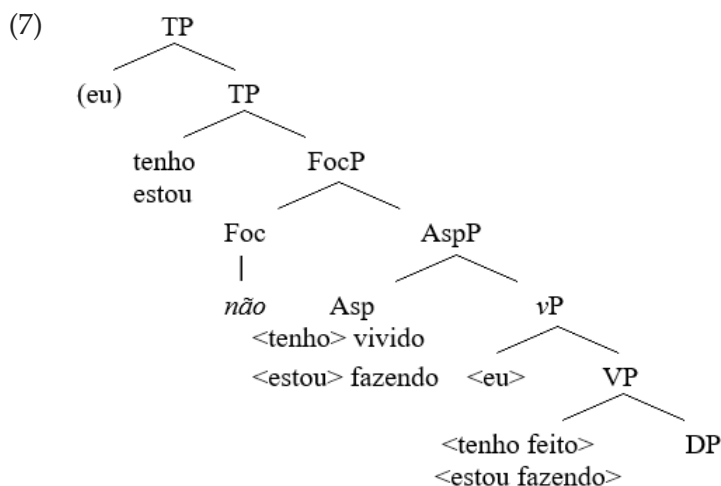 (7) TP
(eu) TP
tenho FocP
estou
Foc AspP
não Asp vP
<tenho> vivido
<estou> fazendo <eu> VP
<tenho feito> DP
<estou fazendo>